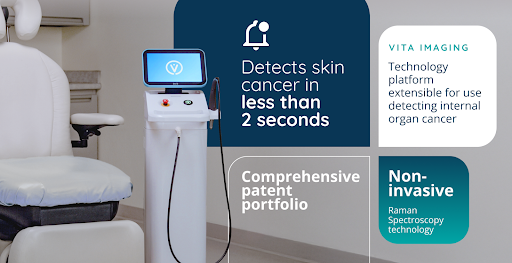 Detects skin
cancer in
less than
2 seconds
VITA IMAGING
Technology
platform
extensible for use
detecting internal
organ cancer
Comprehensive
patent
portfolio
Non-
invasive
Raman
Spectroscopy
technology
V